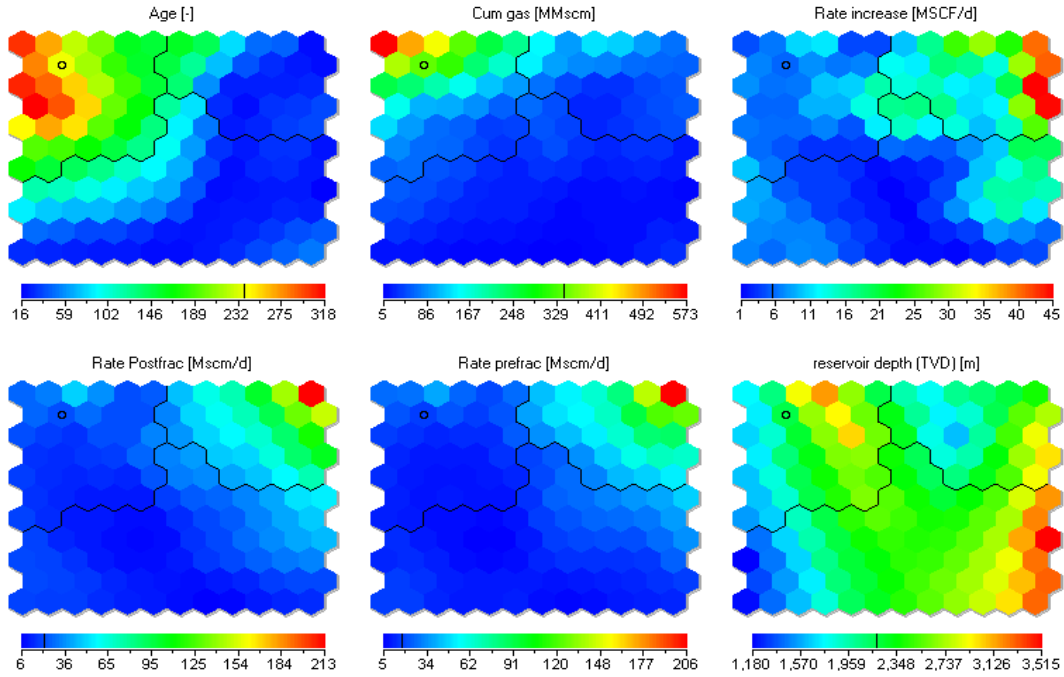 Age [-] Cum gas [MMscm] Rate increase [MSCF/d]
16 59 102 146 189 232 275 318 5 86 167 248 329 411 492 573 1 6 11 16 21 25 30 34 40 45
Rate Postfrac [Mscm/d] Rate prefrac [Mscm/d] reservoir depth (TVD) [m]
6 36 65 95 125 154 184 213 5 34 62 91 120 148 177 206 1,180 1,570 1,959 2,348 2,737 3,126 3,515